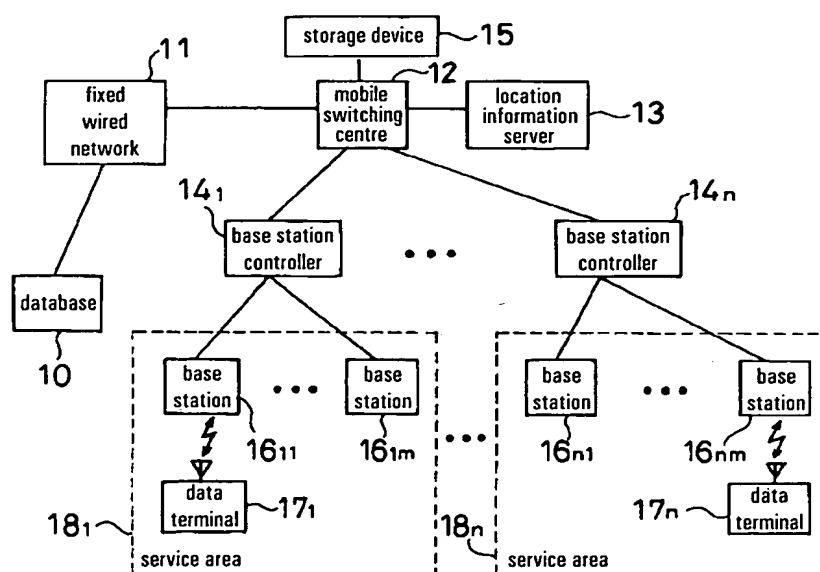 storage device
15
11
12
fixed
wired
network
mobile
switching
centre
location
information
server
13
14₁
14n
base station
controller
base station
controller
database
10
base
station
base
station
base
station
base
station
16₁₁
16₁m
16n₁
16nm
data
terminal
17₁
data
terminal
17n
18₁
service area
18n
service area